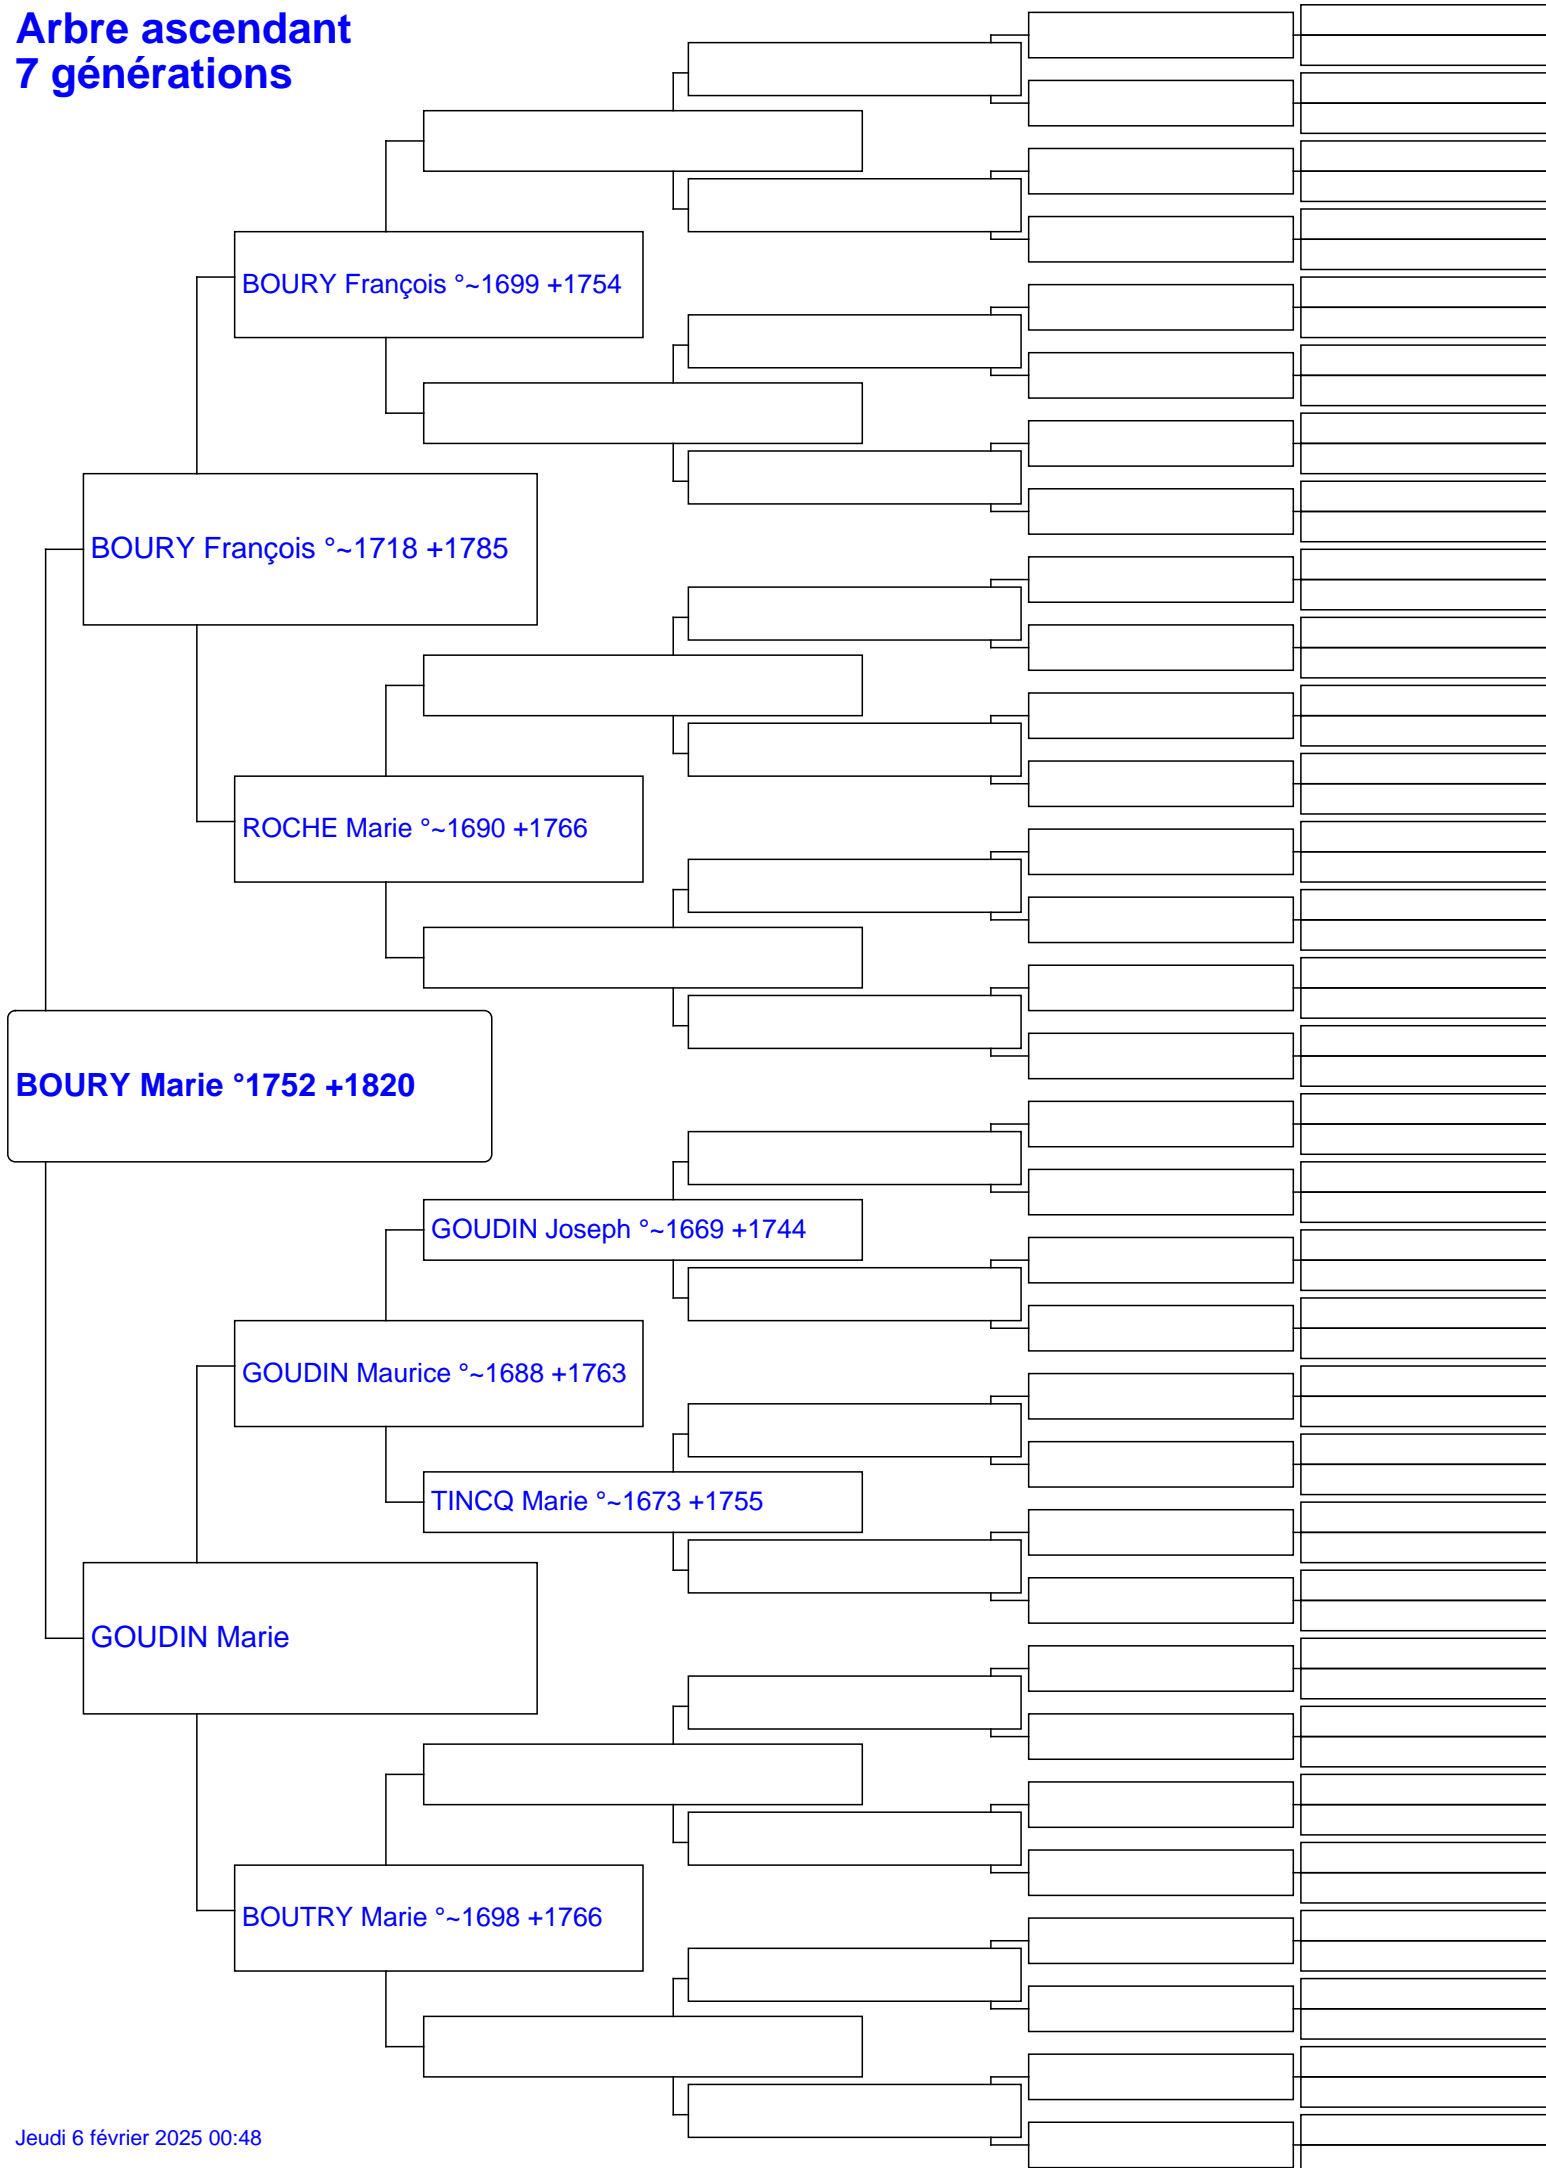 Arbre ascendant
7 générations
BOURY François °~1699 +1754
BOURY François °~1718 +1785
ROCHE Marie °~1690 +1766
BOURY Marie °1752 +1820
GOUDIN Joseph °~1669 +1744
GOUDIN Maurice °~1688 +1763
TINCQ Marie °~1673 +1755
GOUDIN Marie
BOUTRY Marie °~1698 +1766
Jeudi 6 février 2025 00:48